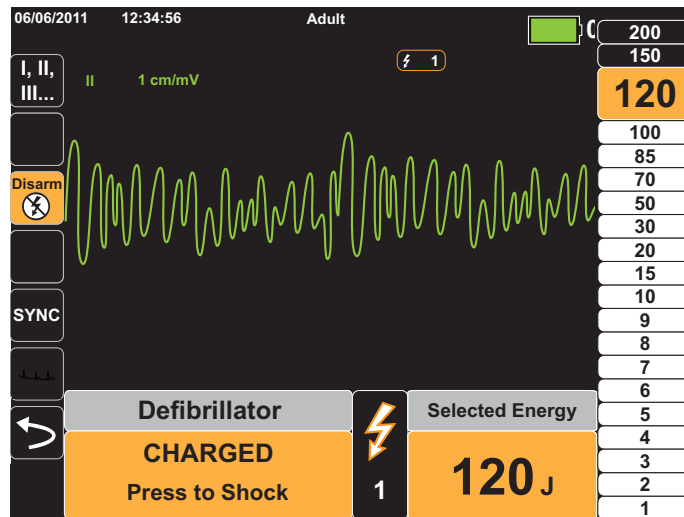 06/06/2011 12:34:56 Adult
1
I, II,
III...
II 1 cm/mV
Disarm
SYNC
Defibrillator
CHARGED
Press to Shock
1
Selected Energy
120 J
200
150
120
100
85
70
50
30
20
15
10
9
8
7
6
5
4
3
2
1